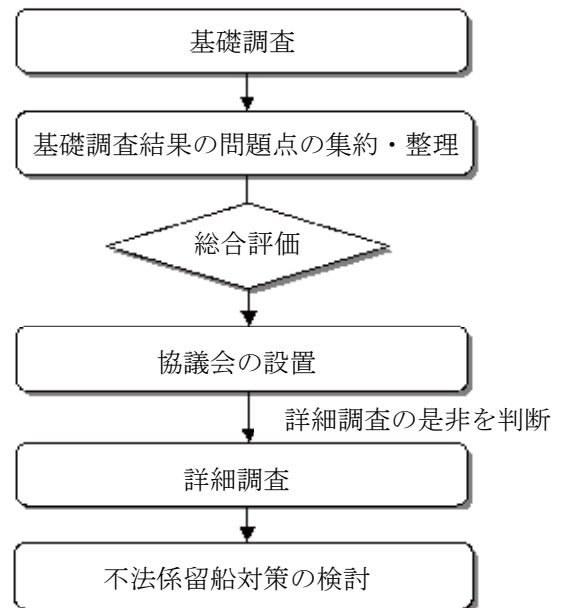 基礎調査
基礎調査結果の問題点の集約・整理
総合評価
協議会の設置
詳細調査の是非を判断
詳細調査
不法係留船対策の検討